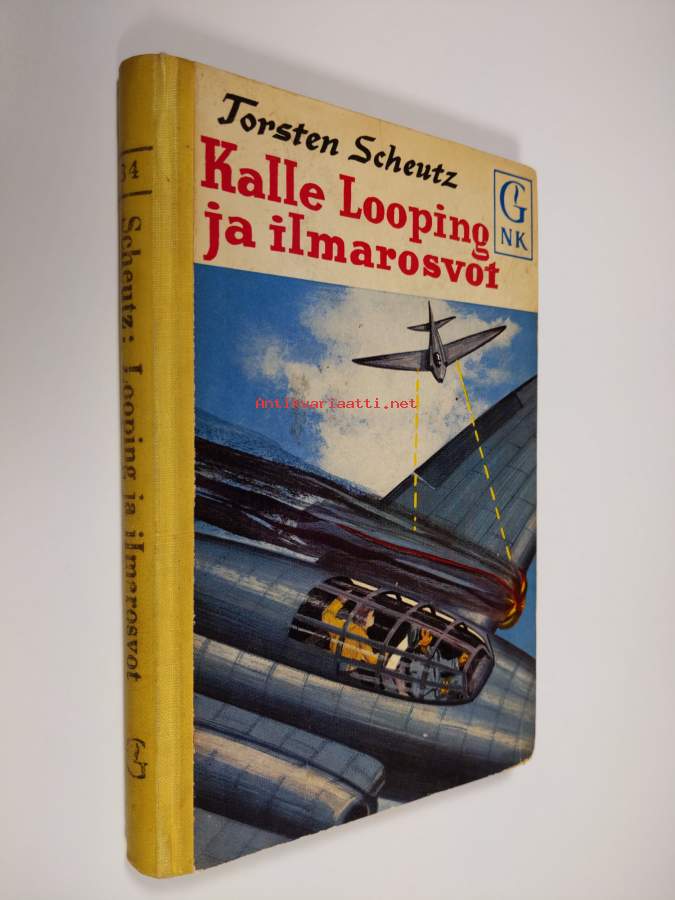 Torsten Scheutz
Kalle Looping
ja ilmarosvot
G
NK
Antikvariaatti.net
34
Scheutz: Looping ja ilmarosvot
G